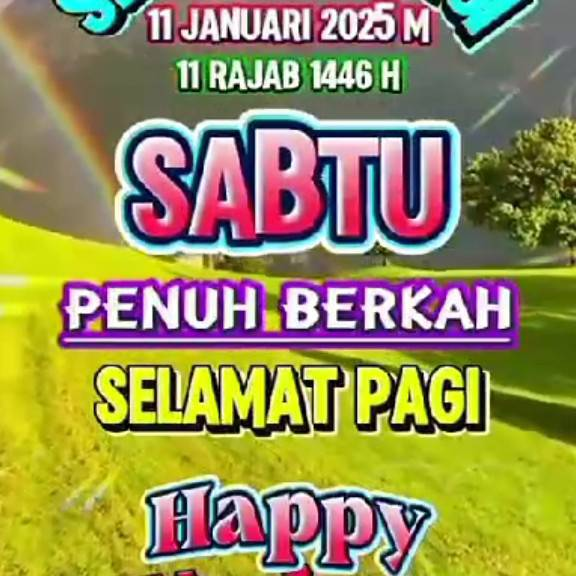 11 JANUARI 2025 M
11 RAJAB 1446 H
SABTU
PENUH BERKAH
SELAMAT PAGI
Happy